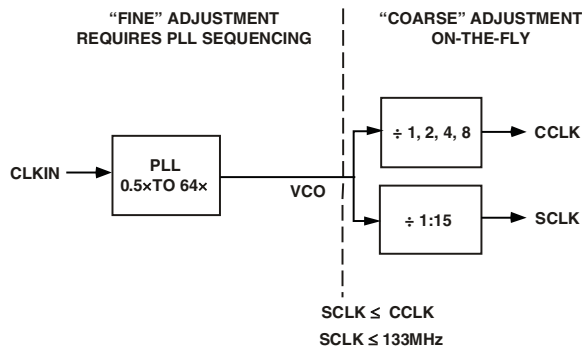 “FINE” ADJUSTMENT
REQUIRES PLL SEQUENCING
“COARSE” ADJUSTMENT
ON-THE-FLY
CLKIN
PLL
0.5×TO 64×
VCO
÷ 1, 2, 4, 8
CCLK
÷ 1:15
SCLK
SCLK ≤ CCLK
SCLK ≤ 133MHz